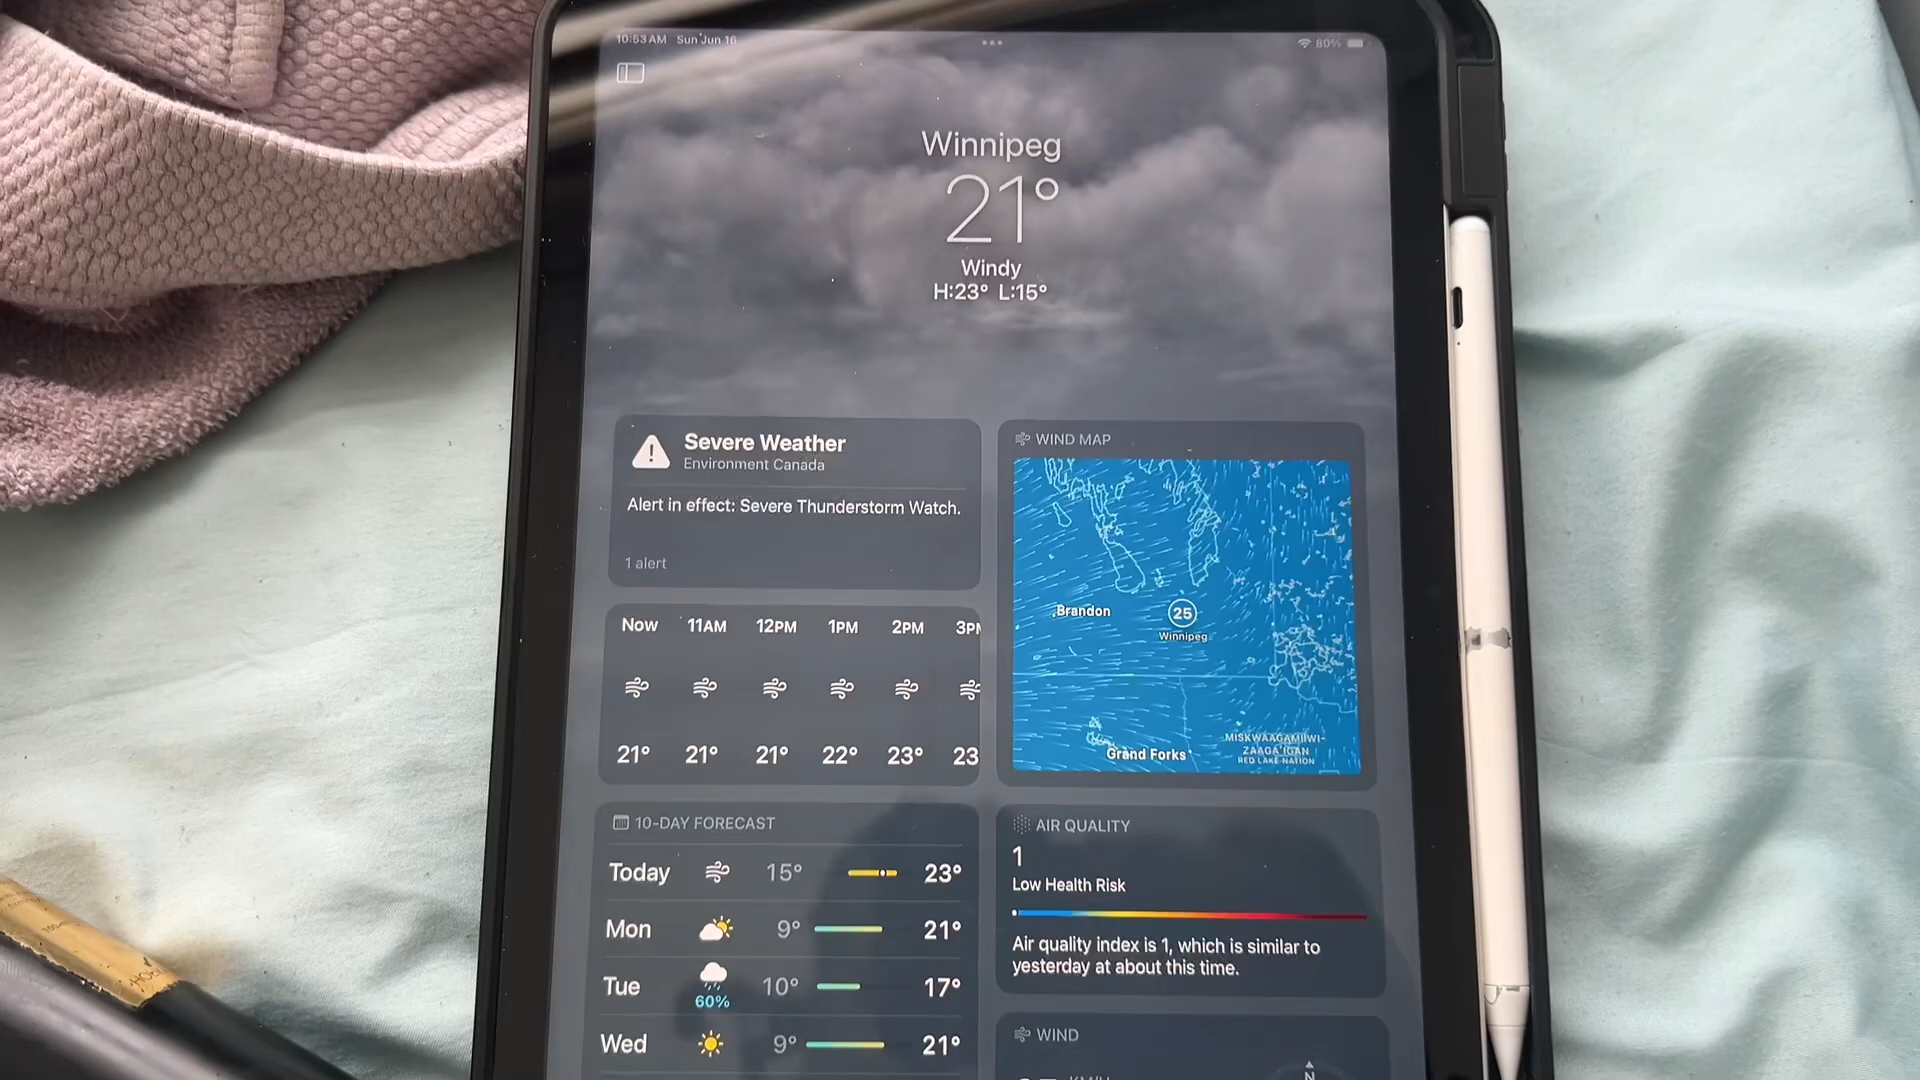 10:53 AM Sun Jun 16
80%
Winnipeg
21°
Windy
H:23° L:15°
Severe Weather
Environment Canada
Alert in effect: Severe Thunderstorm Watch.
1 alert
Now 11AM 12PM 1PM 2PM
21° 21° 21° 22° 23° 23
10-DAY FORECAST
Today 15° 23°
Mon 9° 21°
Tue 60% 10° 17°
Wed 9° 21°
WIND MAP
Brandon
25
Winnipeg
Grand Forks
MISKWAAGAMIIWI-
ZAAGA'IGAN
RED LAKE NATION
AIR QUALITY
1
Low Health Risk
Air quality index is 1, which is similar to
yesterday at about this time.
WIND
N